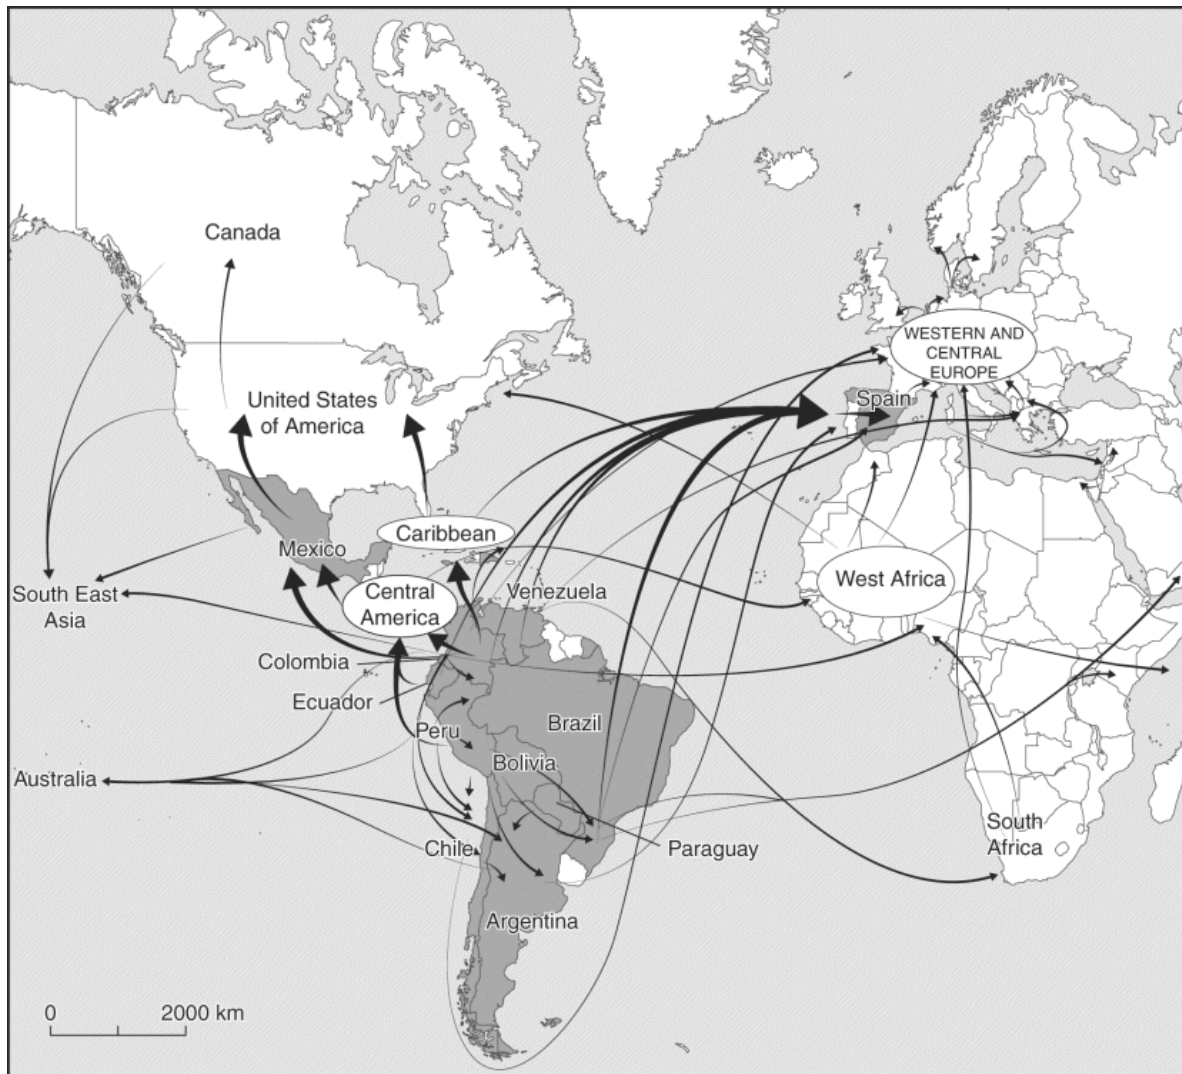 Canada
WESTERN AND
CENTRAL
EUROPE
United States
of America
Spain
Caribbean
Mexico
South East
Asia
Central
America
Venezuela
West Africa
Colombia
Ecuador
Peru
Brazil
Bolivia
Australia
Chile
Paraguay
South
Africa
Argentina
0 2000 km